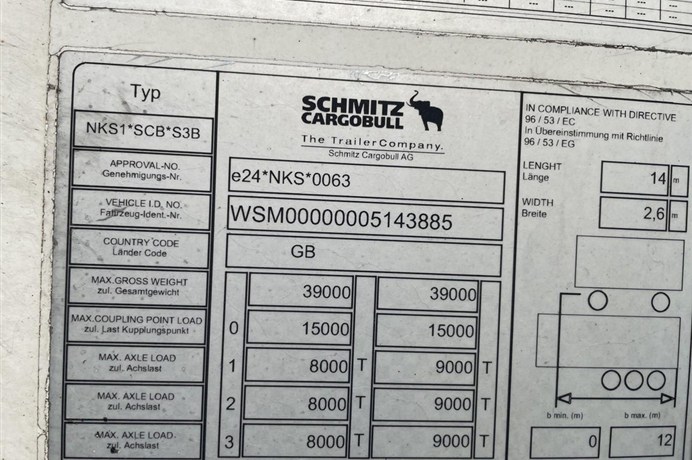 --- --- --- ---
Typ
NKS1*SCB*S3B
SCHMITZ
CARGOBULL
The TrailerCompany.
Schmitz Cargobull AG
IN COMPLIANCE WITH DIRECTIVE
96 / 53 / EC
In Übereinstimmung mit Richtlinie
96 / 53 / EG
APPROVAL-NO.
Genehmigungs-Nr.
e24*NKS*0063
LENGHT
Länge
14 m
VEHICLE I.D. NO.
Fahrzeug-Ident.-Nr.
WSM00000005143885
WIDTH
Breite
2,6 m
COUNTRY CODE
Länder Code
GB
MAX.GROSS WEIGHT
zul. Gesamtgewicht
39000 39000
MAX.COUPLING POINT LOAD
zul. Last Kupplungspunkt
0 15000 15000
MAX. AXLE LOAD
zul. Achslast
1 8000 T 9000 T
MAX. AXLE LOAD
zul. Achslast
2 8000 T 9000 T
MAX. AXLE LOAD
zul. Achslast
3 8000 T 9000 T
b min. (m) b max. (m)
0 12